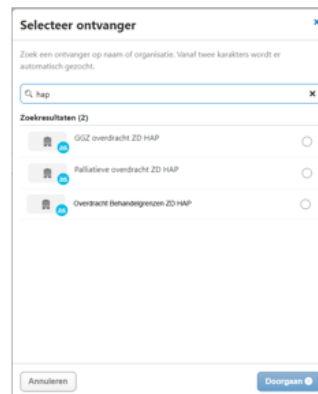 Selecteer ontvanger
Zoek een ontvanger op naam of organisatie. Vanaf twee karakters wordt er
automatisch gezocht.
hap
Zoekresultaten (2)
GGZ overdracht ZD HAP
Palliatieve overdracht ZD HAP
Overdracht Behandelgrenzen ZD HAP
Annuleren
Doorgaan